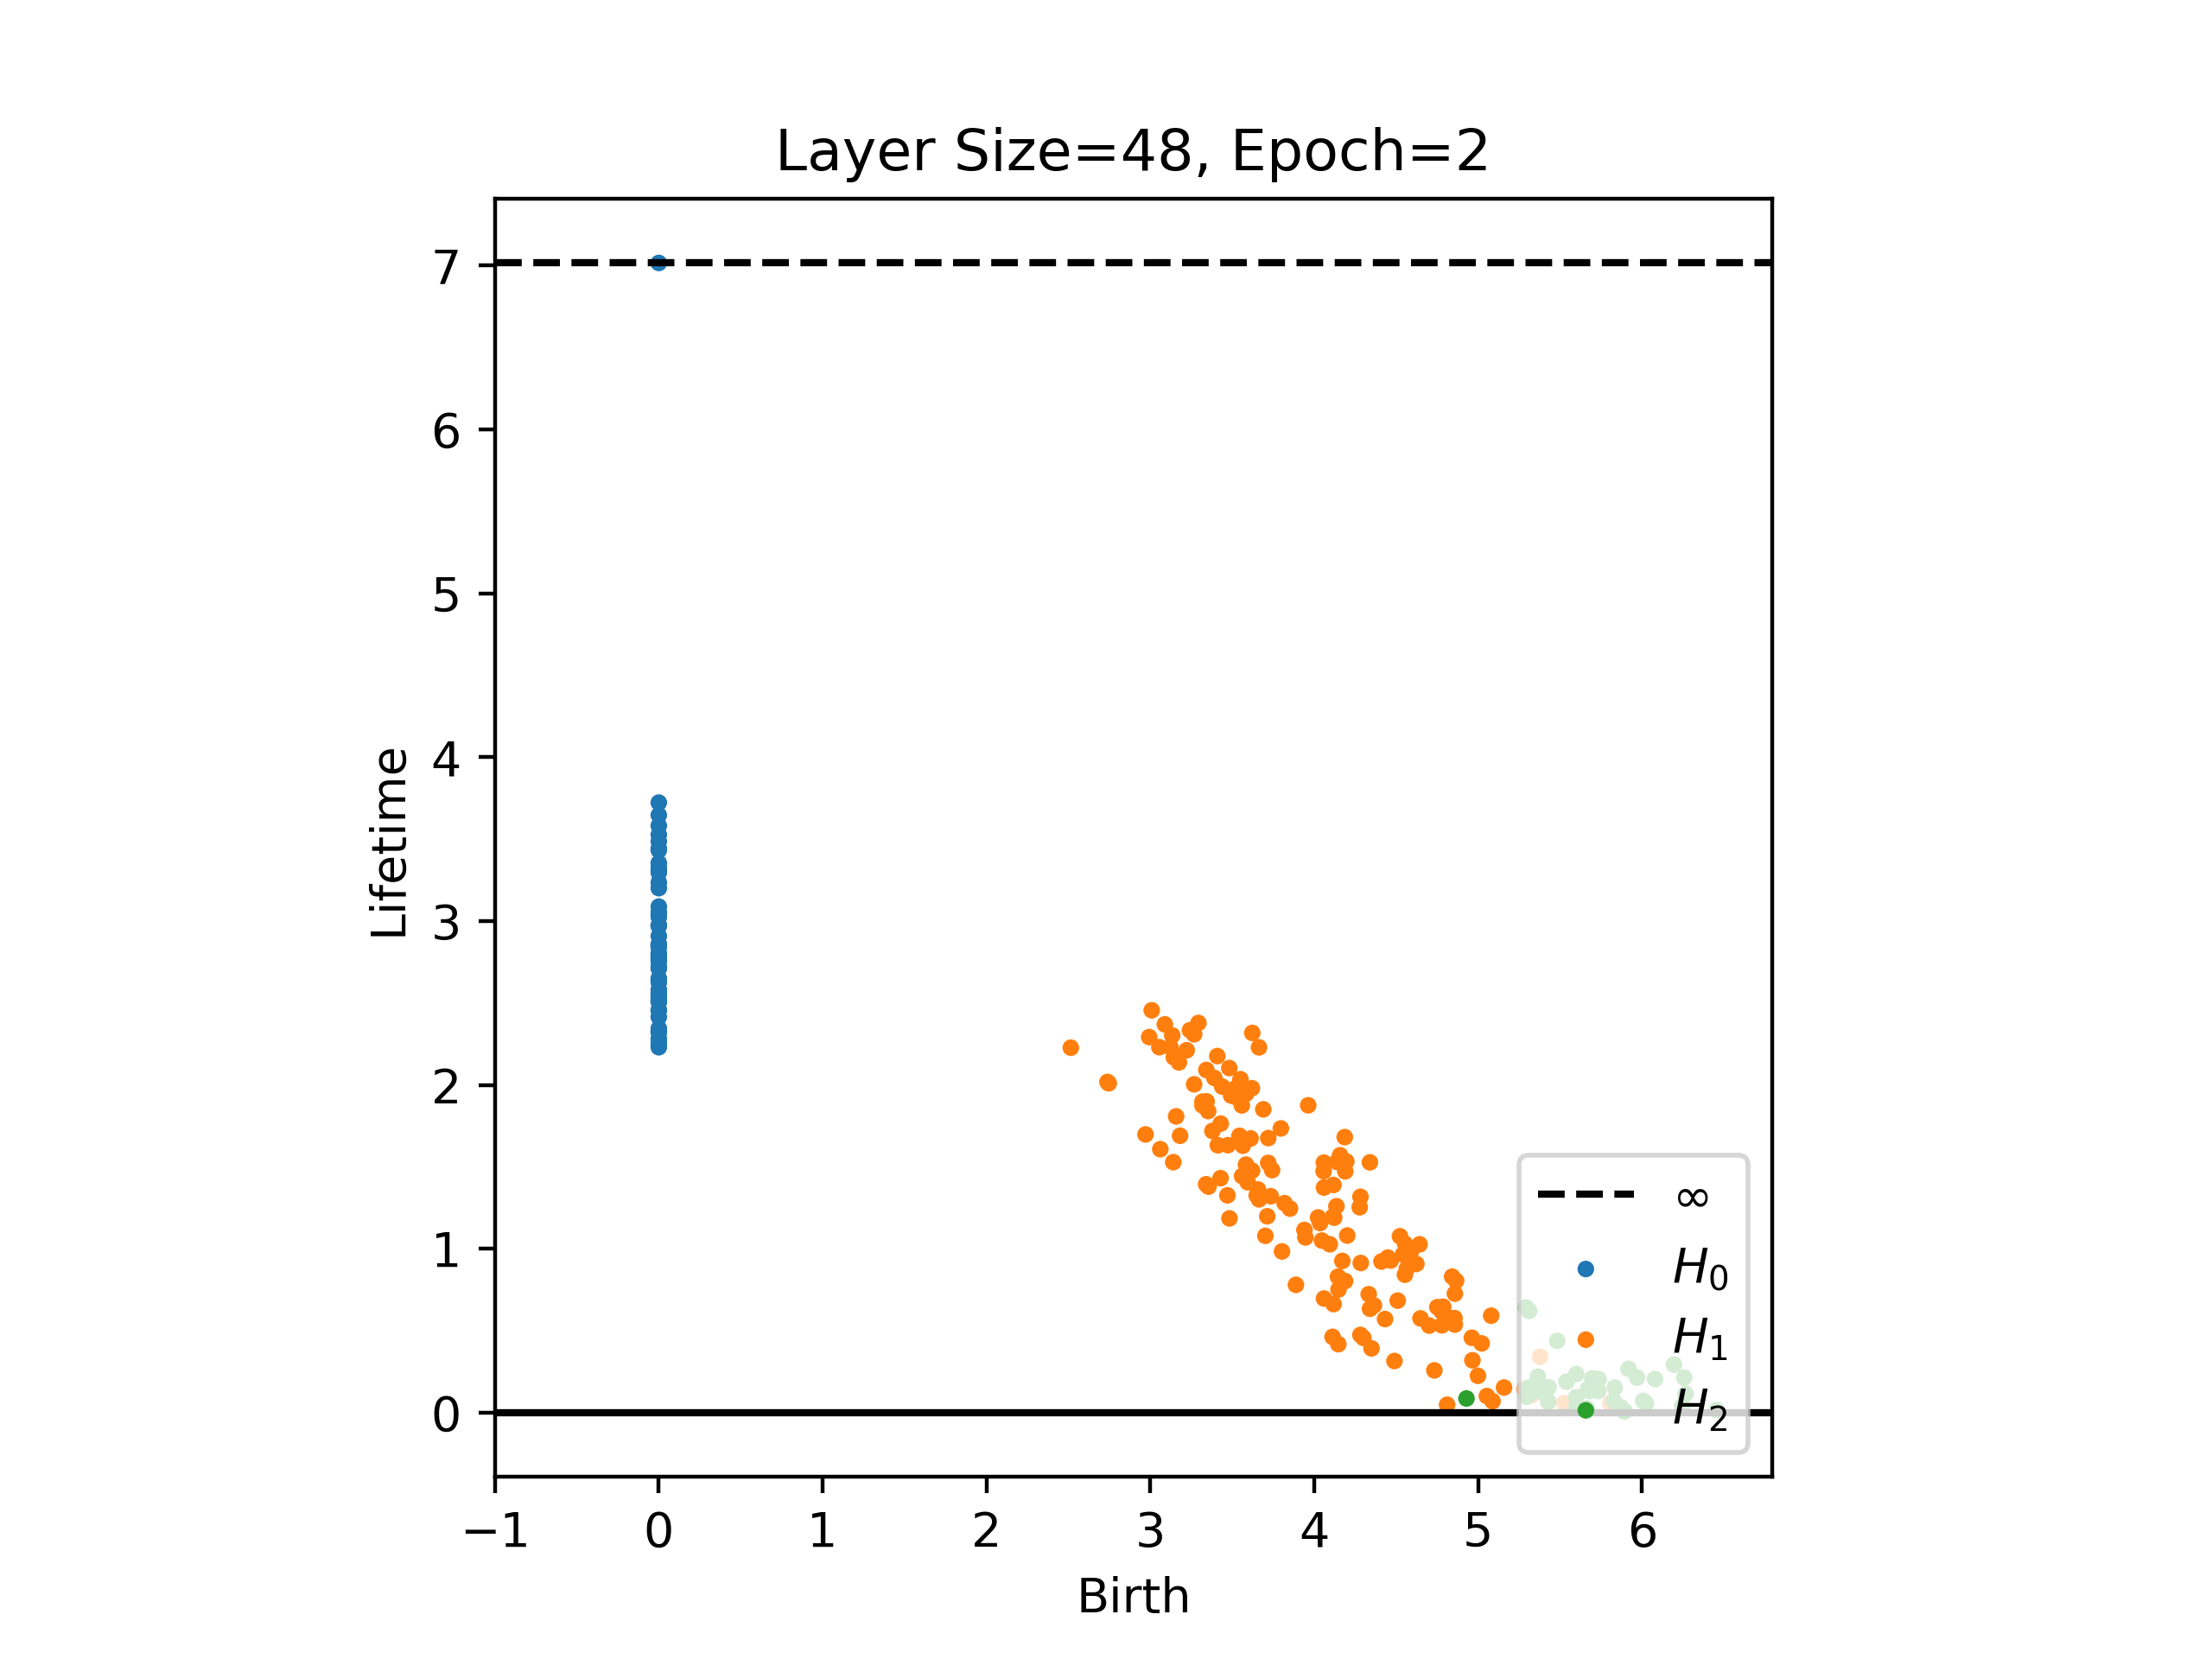 Layer Size=48, Epoch=2
Lifetime
7
6
5
4
3
2
1
0
∞
H₀
H₁
H₂
−1 0 1 2 3 4 5 6
Birth